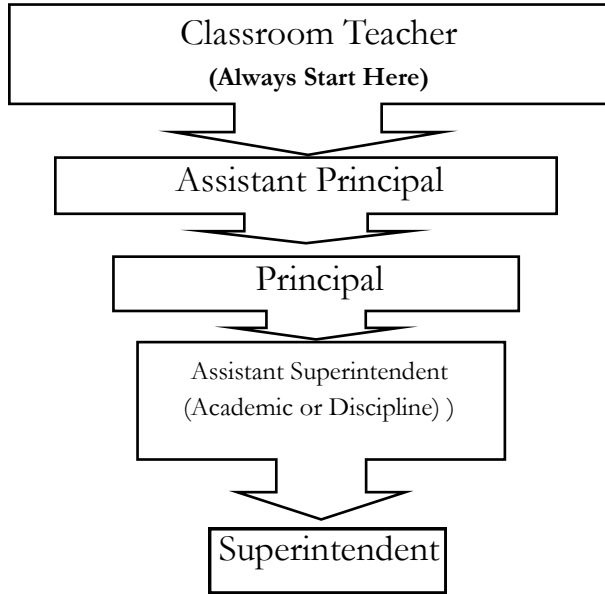 Classroom Teacher
(Always Start Here)
Assistant Principal
Principal
Assistant Superintendent
(Academic or Discipline) )
Superintendent